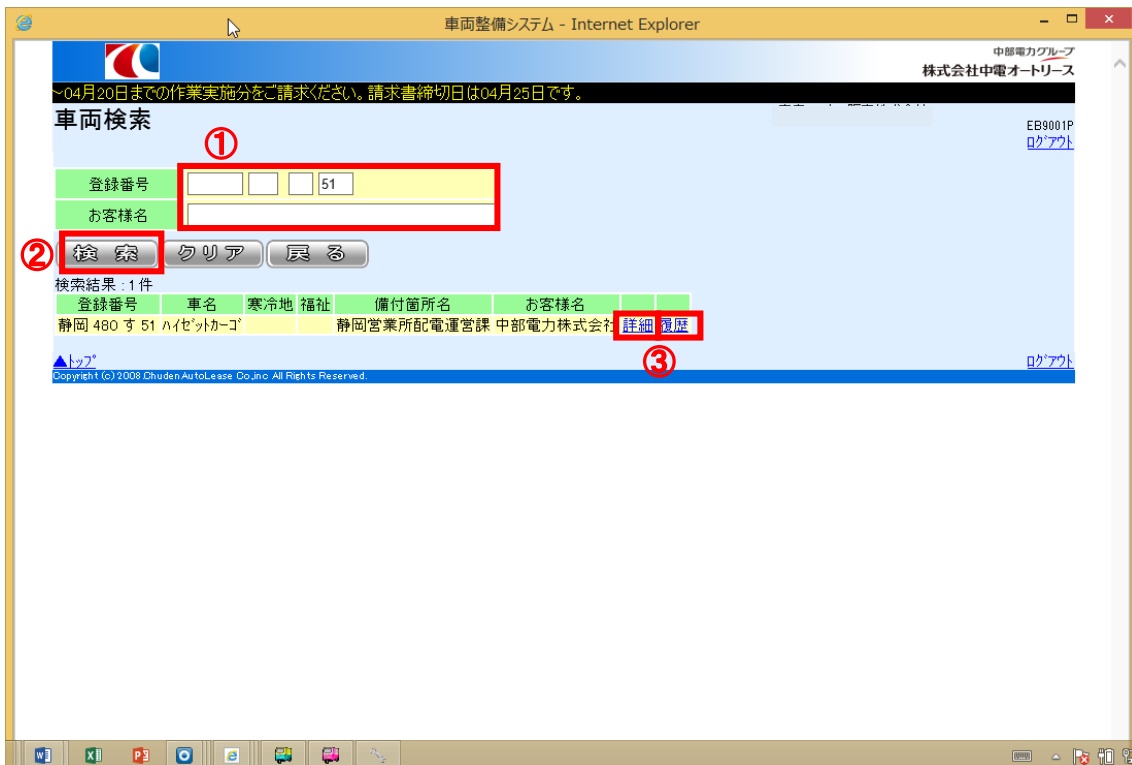 車両整備システム - Internet Explorer
中部電力グループ
株式会社中電オートリース
~04月20日までの作業実施分をご請求ください。請求書締切日は04月25日です。
車両検索
EB9001P
ログアウト
①
登録番号 51
お客様名
②
検 索 クリア 戻 る
検索結果 : 1件
登録番号 車名 寒冷地 福祉 備付箇所名 お客様名
静岡 480 す 51 ハイゼットカーゴ 静岡営業所配電運営課 中部電力株式会社 詳細 履歴
③
▲トップ
ログアウト
Copyright (c) 2008 Chuden AutoLease Co.,inc All Rights Reserved.